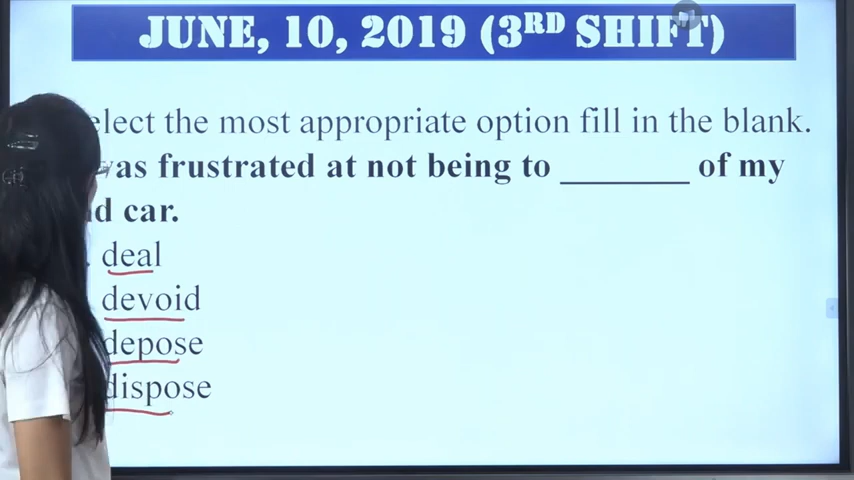 JUNE, 10, 2019 (3RD SHIFT)
elect the most appropriate option fill in the blank.
was frustrated at not being to ________ of my
d car.
. deal
devoid
depose
dispose